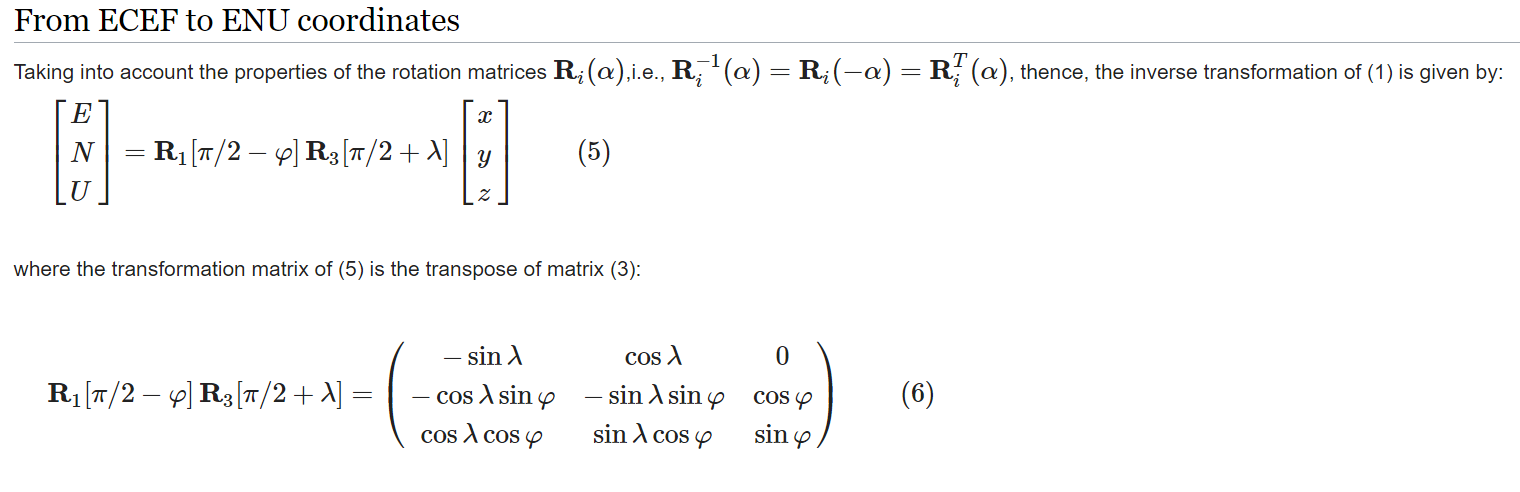 From ECEF to ENU coordinates
Taking into account the properties of the rotation matrices R_i(α),i.e., R_i^{-1}(α) = R_i(−α) = R_i^T(α), thence, the inverse transformation of (1) is given by:
[E N U] = R_1[π/2 − φ] R_3[π/2 + λ] [x y z] (5)
where the transformation matrix of (5) is the transpose of matrix (3):
− sin λ cos λ 0
R_1[π/2 − φ] R_3[π/2 + λ] = ( − cos λ sin φ − sin λ sin φ cos φ ) (6)
cos λ cos φ sin λ cos φ sin φ